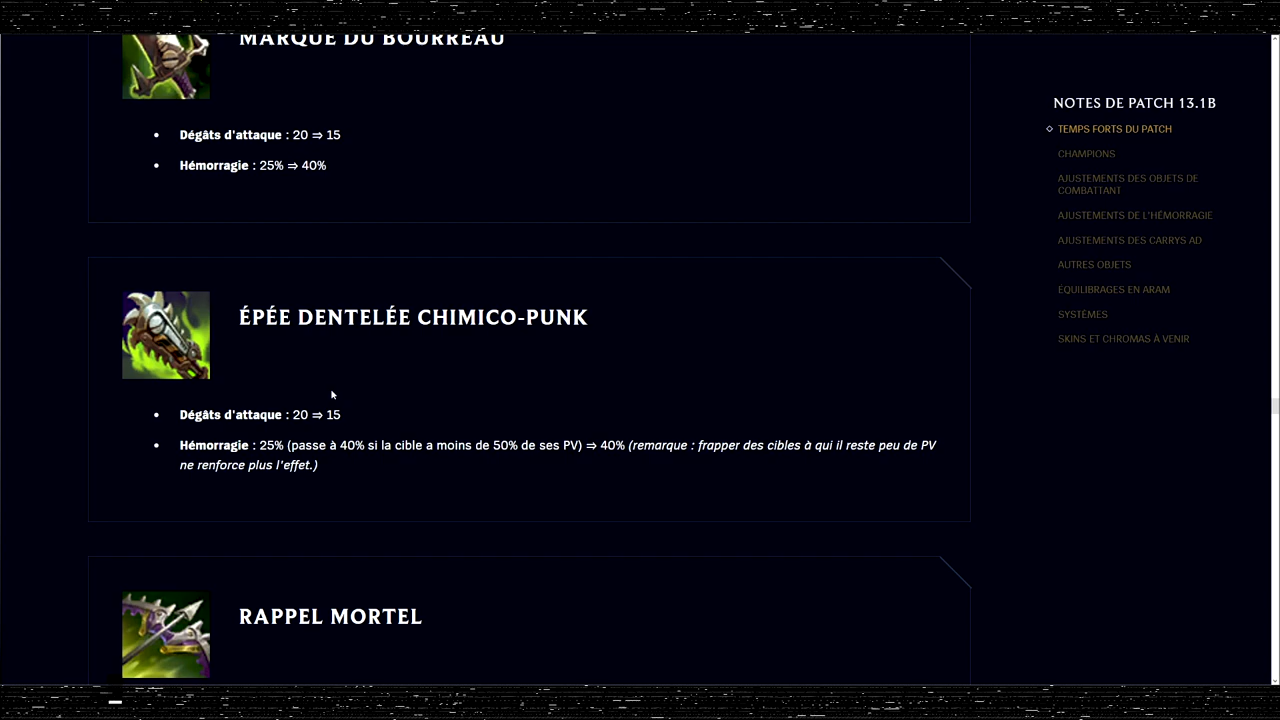 MARQUE DU BOURREAU
• Dégâts d'attaque : 20 ⇒ 15
• Hémorragie : 25% ⇒ 40%
ÉPÉE DENTELÉE CHIMICO-PUNK
• Dégâts d'attaque : 20 ⇒ 15
• Hémorragie : 25% (passe à 40% si la cible a moins de 50% de ses PV) ⇒ 40% (remarque : frapper des cibles à qui il reste peu de PV
ne renforce plus l'effet.)
RAPPEL MORTEL
NOTES DE PATCH 13.1B
TEMPS FORTS DU PATCH
CHAMPIONS
AJUSTEMENTS DES OBJETS DE
COMBATTANT
AJUSTEMENTS DE L'HÉMORRAGIE
AJUSTEMENTS DES CARRYS AD
AUTRES OBJETS
ÉQUILIBRAGES EN ARAM
SYSTÈMES
SKINS ET CHROMAS À VENIR